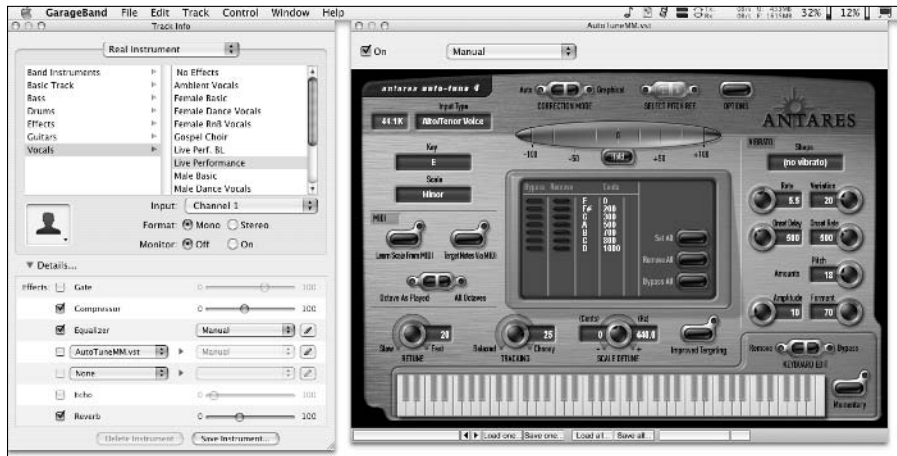 GarageBand File Edit Track Control Window Help
32% 12%
Track Info
Real Instrument
Band Instruments
Basic Track
Bass
Drums
Effects
Guitars
Vocals
No Effects
Ambient Vocals
Female Basic
Female Dance Vocals
Female RnB Vocals
Gospel Choir
Live Perf. BL
Live Performance
Male Basic
Male Dance Vocals
Input: Channel 1
Format: Mono Stereo
Monitor: Off On
Details...
Effects: Gate 0 100
Compressor 0 100
Equalizer Manual
AutoTuneMM.vst Manual
None
Echo 0 100
Reverb 0 100
Delete Instrument Save Instrument...
AutoTuneMM.vst
On Manual
antares auto-tune 4
Auto Graphical
CORRECTION MODE
SELECT PITCH REF.
OPTIONS
ANTARES
Input Type
44.1K Alto/Tenor Voice
Key
E
Scale
Minor
A
-100 -50 Hold +50 +100
VIBRATO Shape
(no vibrato)
Rate Variation
5.5 20
Onset Delay Onset Rate
500 500
Pitch
Amounts 18
Amplitude Formant
10 70
Bypass Remove Cents
E 0
F# 200
G 300
A 500
B 700
C 800
D 1000
Set All
Remove All
Bypass All
MIDI
Learn Scale From MIDI Target Notes Via MIDI
Octave As Played All Octaves
20
Slow Fast
RETUNE
25
Relaxed Choosy
TRACKING
(Cents) (Hz)
0 440.0
- + - +
SCALE DETUNE
Improved Targeting
Remove Bypass
KEYBOARD EDIT
Momentary
Load one... Save one... Load all... Save all...